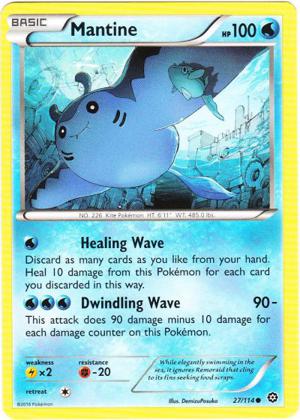 BASIC
Mantine
HP100
NO. 226 Kite Pokémon HT: 6'11" WT: 485.0 lbs.
Healing Wave
Discard as many cards as you like from your hand.
Heal 10 damage from this Pokémon for each card
you discarded in this way.
Dwindling Wave 90-
This attack does 90 damage minus 10 damage for
each damage counter on this Pokémon.
weakness
×2
resistance
-20
retreat
While elegantly swimming in the
sea, it ignores Remoraid that cling
to its fins seeking food scraps.
©2016 Pokémon
Illus. DemizuPosuka
27/114